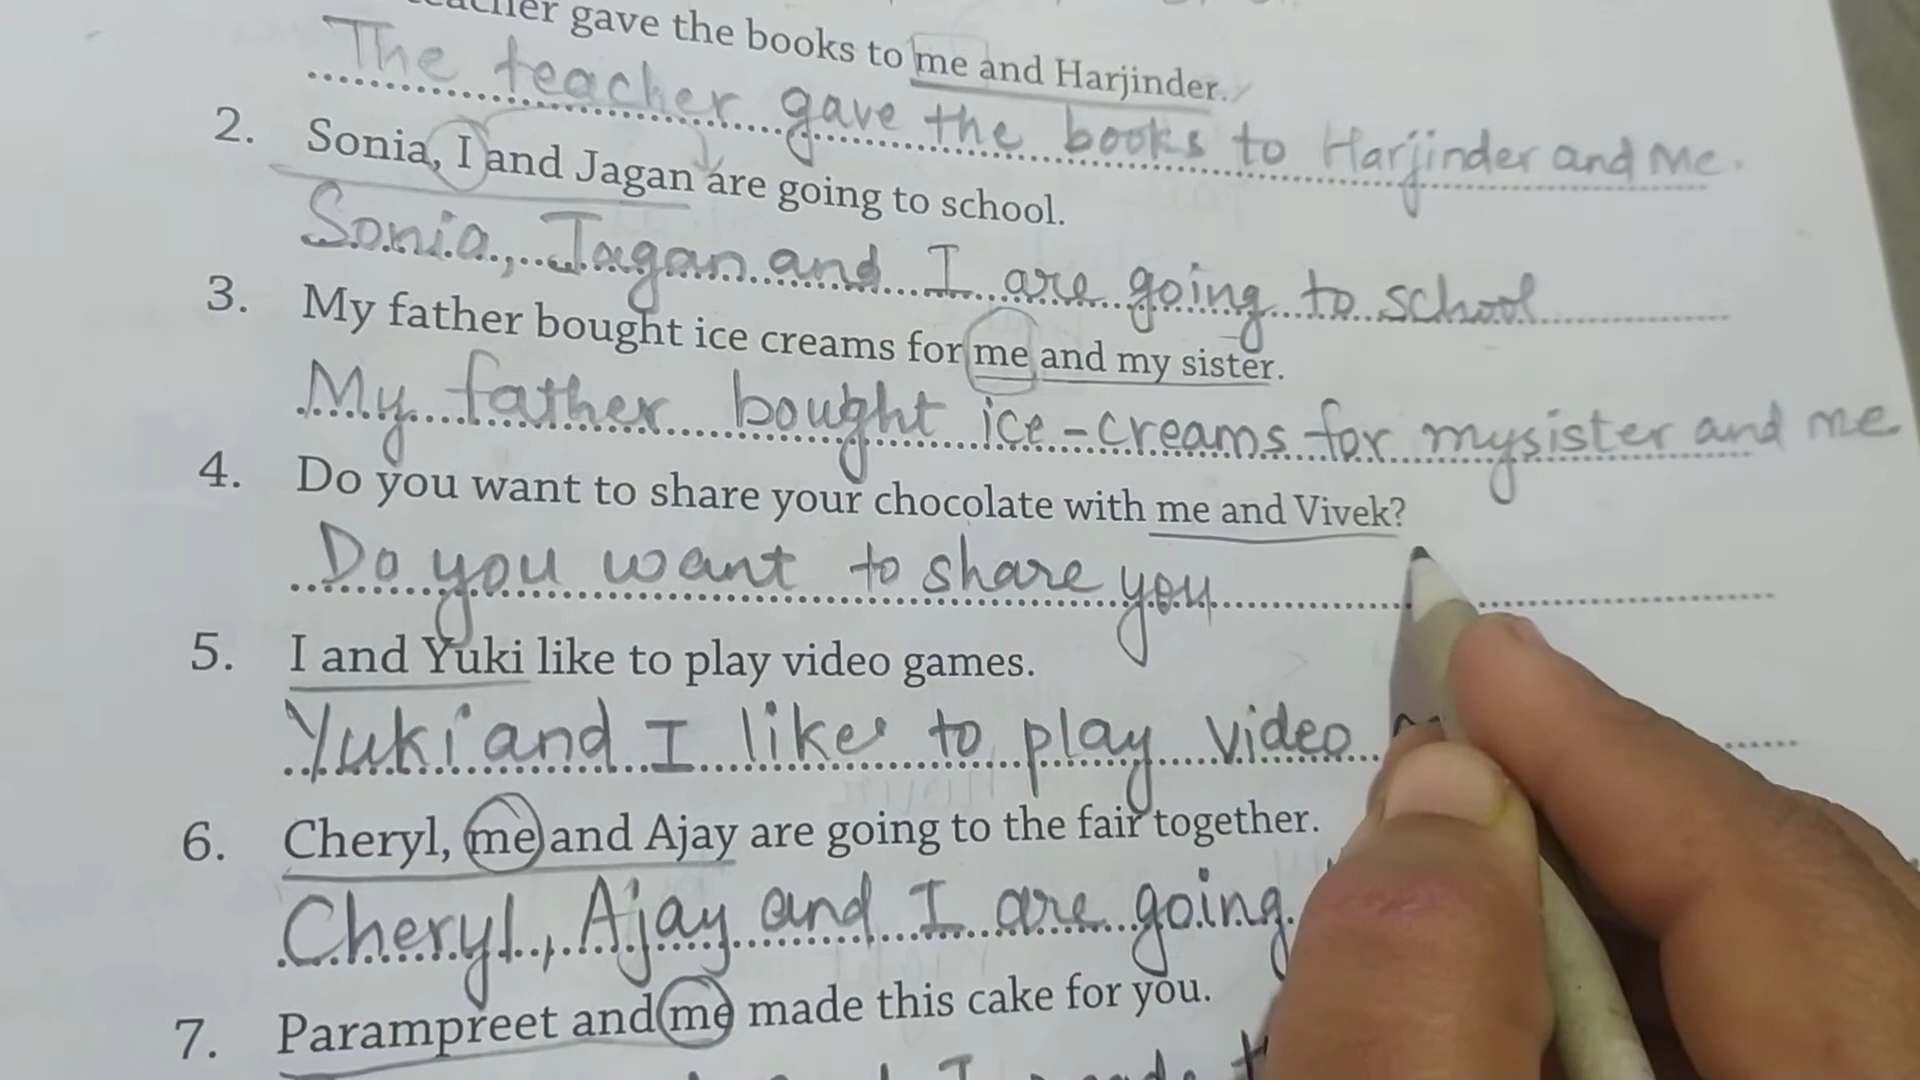 gave the books to me and Harjinder.
The teacher gave the books to Harjinder and me.
2. Sonia, I and Jagan are going to school.
Sonia, Jagan and I are going to school
3. My father bought ice creams for me and my sister.
My father bought ice-creams for my sister and me
4. Do you want to share your chocolate with me and Vivek?
Do you want to share you
5. I and Yuki like to play video games.
Yuki and I like to play video
6. Cheryl, me and Ajay are going to the fair together.
Cheryl, Ajay and I are going
7. Parampreet and me made this cake for you.
I made